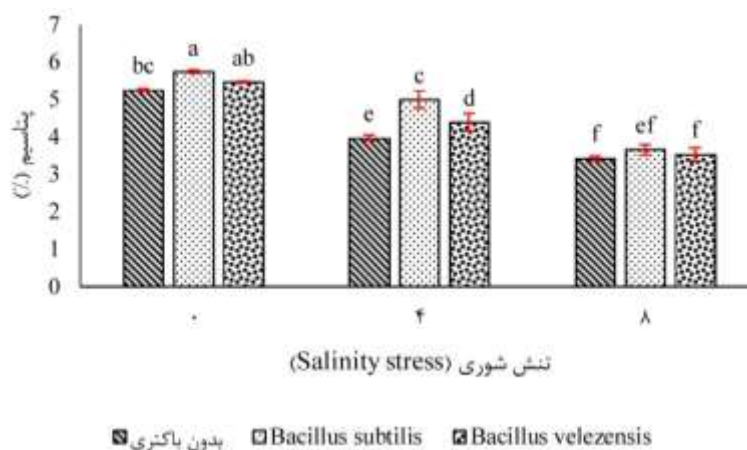 پتاسیم (٪)
7
6
5
4
3
2
1
0
bc a ab
e c d
f ef f
۰ ۴ ۸
تنش شوری (Salinity stress)
بدون باکتری Bacillus subtilis Bacillus velezensis